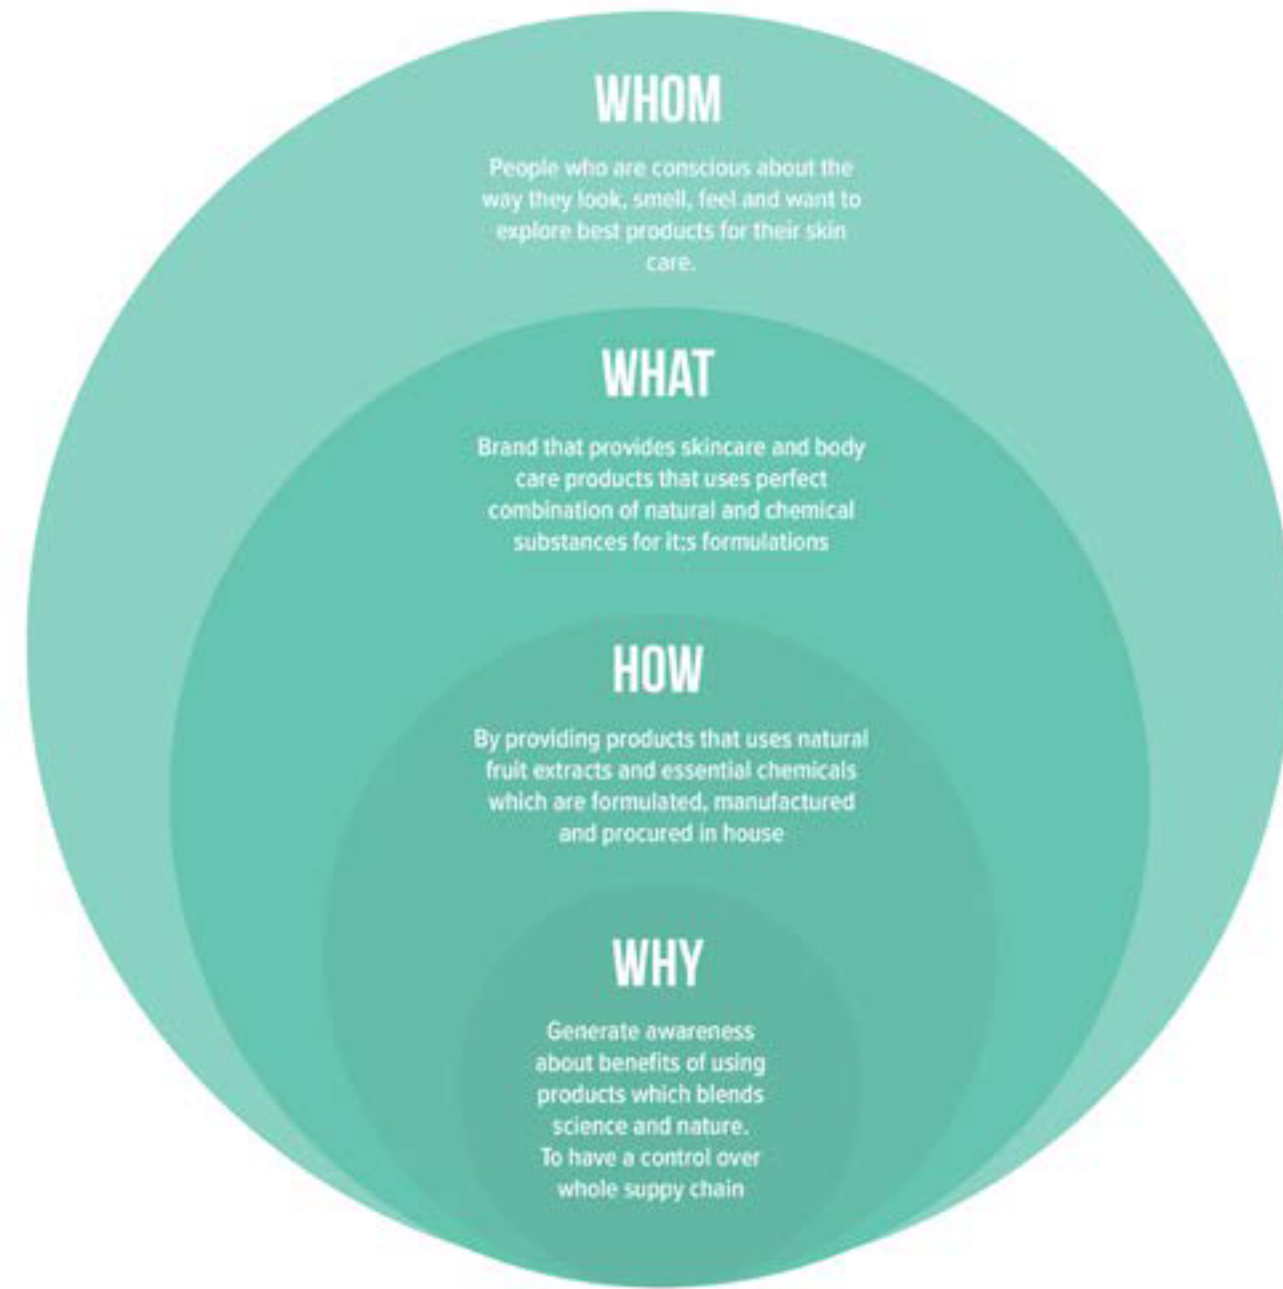 WHOM
People who are conscious about the
way they look, smell, feel and want to
explore best products for their skin
care.
WHAT
Brand that provides skincare and body
care products that uses perfect
combination of natural and chemical
substances for it;s formulations
HOW
By providing products that uses natural
fruit extracts and essential chemicals
which are formulated, manufactured
and procured in house
WHY
Generate awareness
about benefits of using
products which blends
science and nature.
To have a control over
whole suppy chain